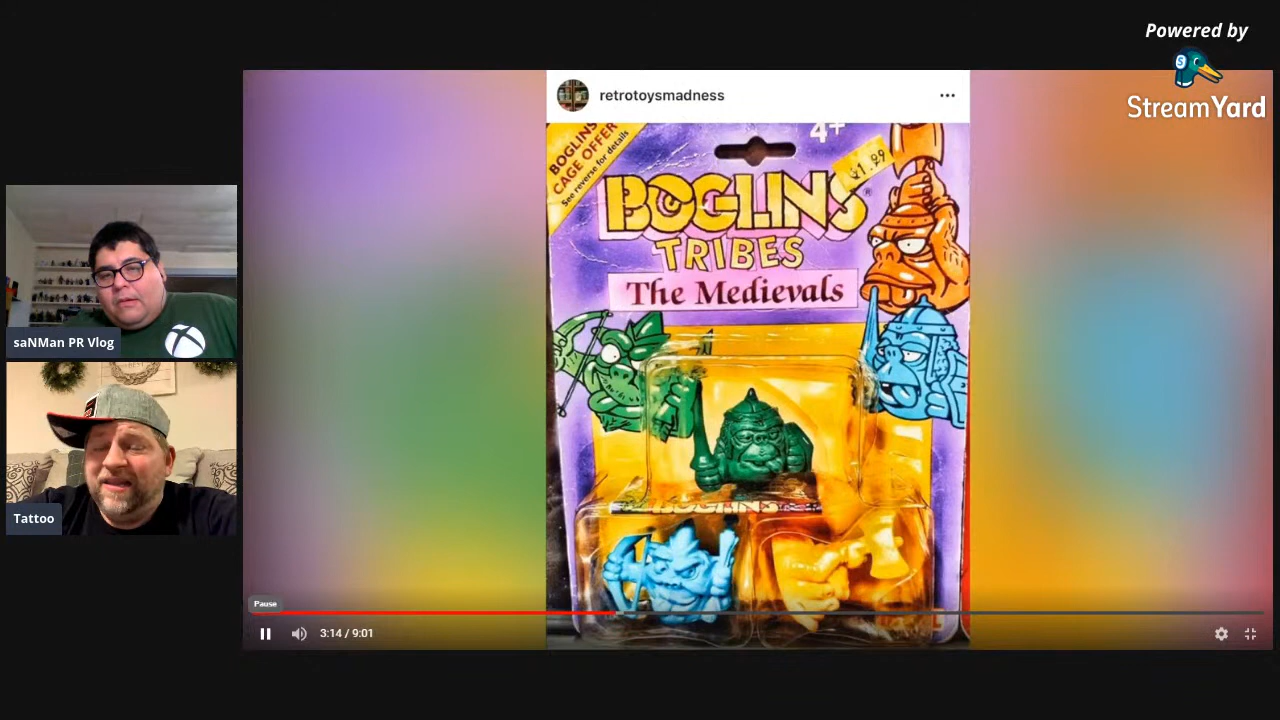 Powered by
StreamYard
retrotoysmadness
4+
BOGLINS
CAGE OFFER
See reverse for details
$1.99
BOGLINS®
TRIBES
The Medievals
BOGLINS
saNMan PR Vlog
Tattoo
Pause
3:14 / 9:01